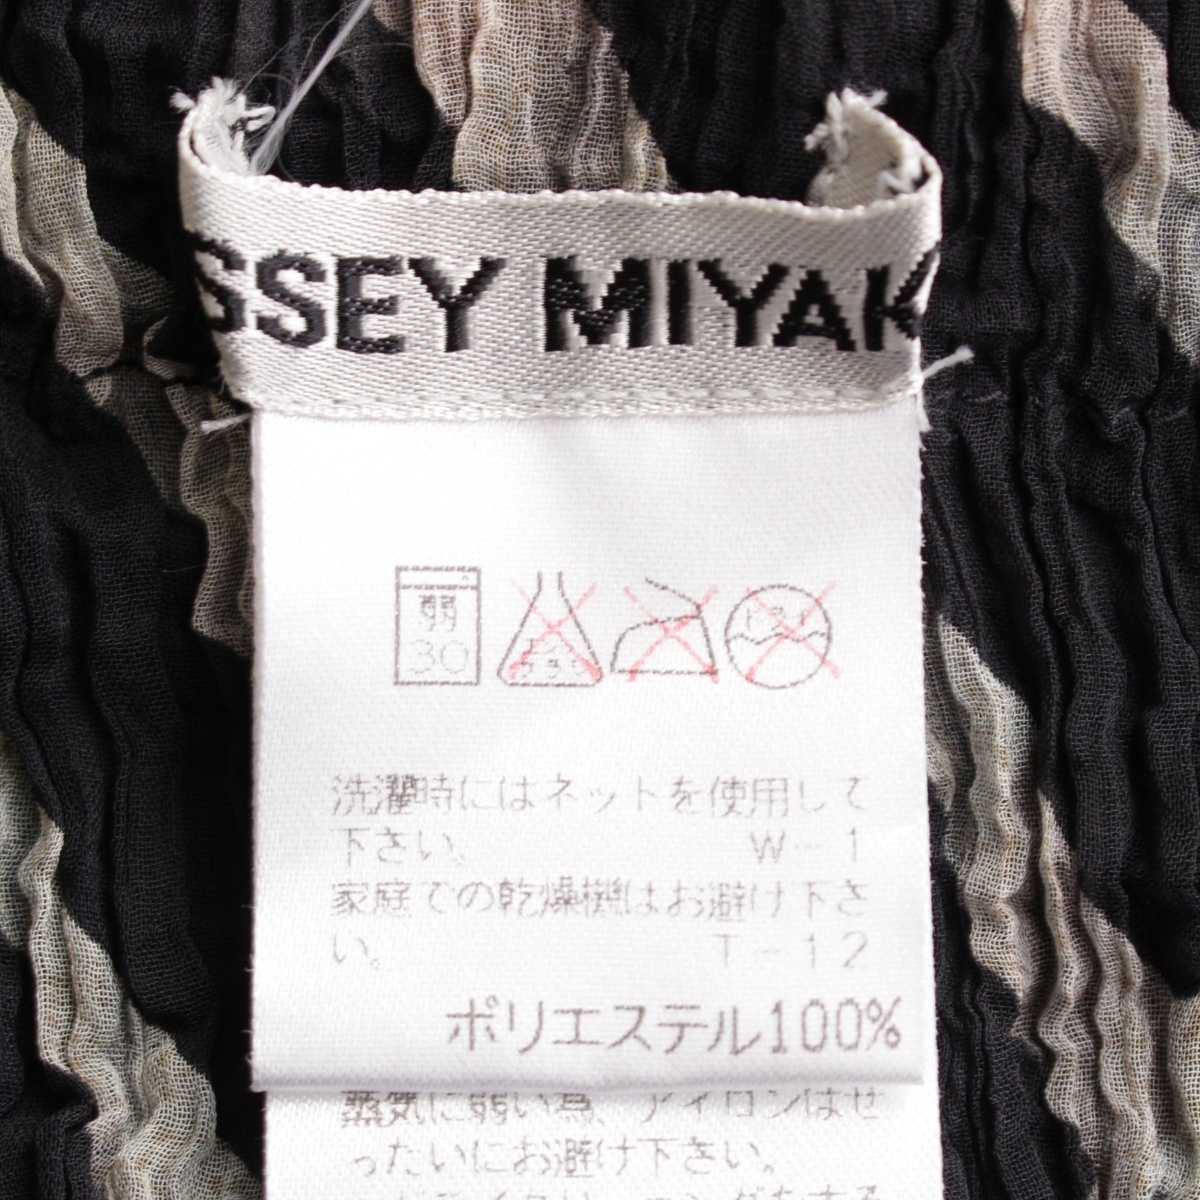 SSEY MIYAK
弱
30
洗濯時にはネットを使用して
下さい。 W-1
家庭での乾燥機はお避け下さ
い。 T-12
ポリエステル100%
蒸気に弱い為、アイロンはぜ
ったいにお避け下さい。